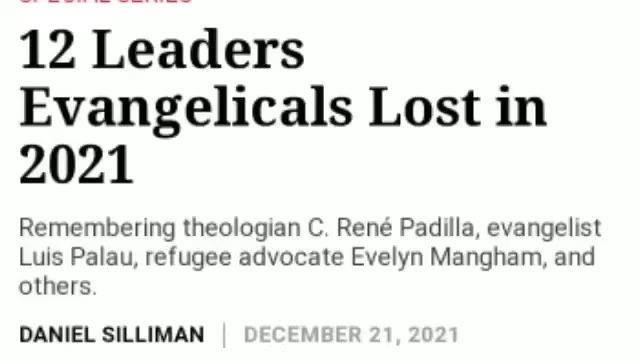 12 Leaders
Evangelicals Lost in
2021
Remembering theologian C. René Padilla, evangelist
Luis Palau, refugee advocate Evelyn Mangham, and
others.
DANIEL SILLIMAN | DECEMBER 21, 2021